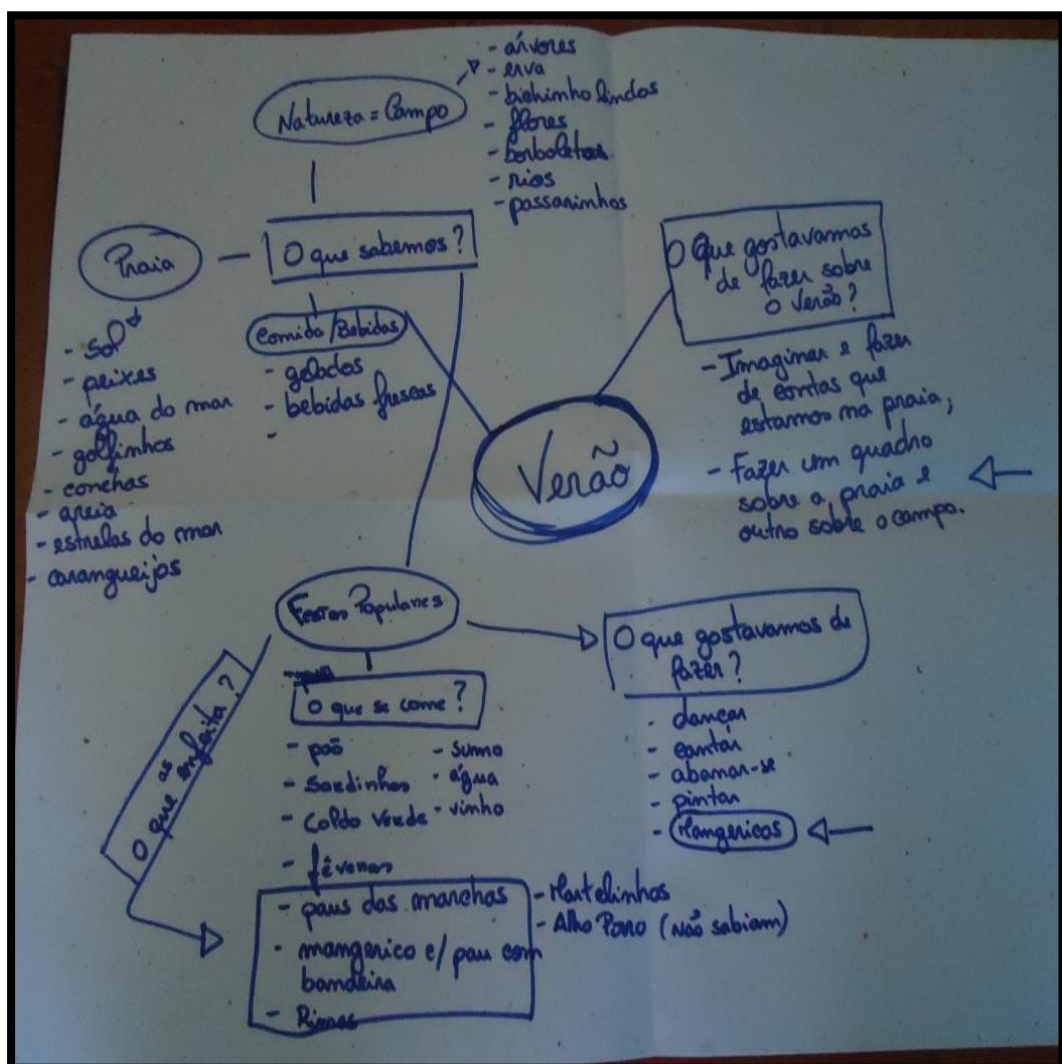 Natureza = Campo
- árvores
- erva
- bichinho lindos
- flores
- borboletas
- rios
- passarinhos
O que sabemos?
Praia
- Sol
- peixes
- água do mar
- golfinhos
- conchas
- areia
- estrelas do mar
- carangueijos
Comida/Bebidas
- gelados
- bebidas frescas
-
Verão
O Que gostavamos
de fazer sobre
o Verão?
- Imaginar e fazer
de contas que
estamos na praia;
- Fazer um quadro
sobre a praia e
outro sobre o campo.
Festas Populares
O que se come?
- pão
- Sardinhas
- Caldo Verde
- sumo
- água
- vinho
O que gostavamos de
fazer?
- dançar
- cantar
- abanar-se
- pintar
- Mangericos
O que as enfeita?
- paus das marchas
- mangerico c/ pau com
bandeira
- Rimas
- Martelinhos
- Alho Porro (não sabiam)